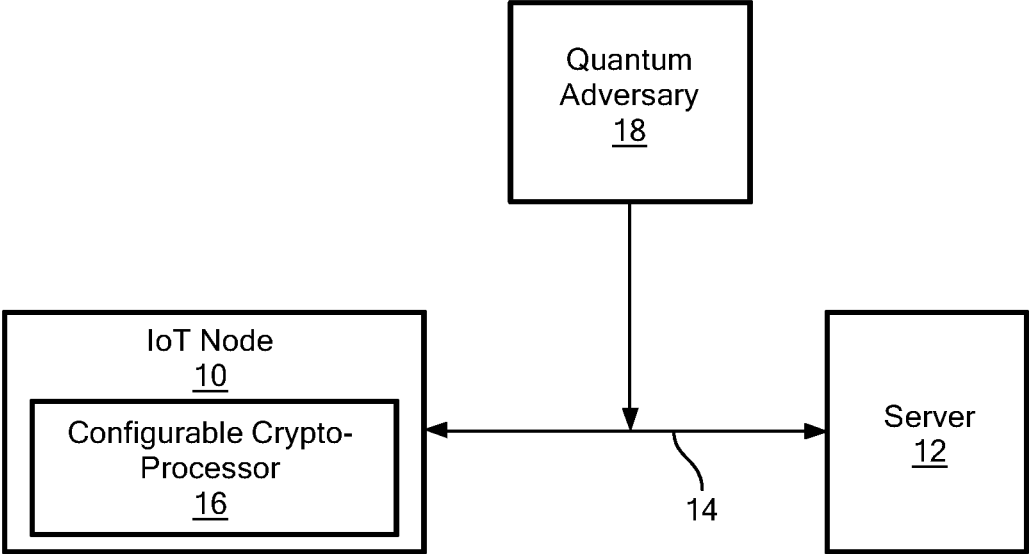 Quantum
Adversary
18
IoT Node
10
Configurable Crypto-
Processor
16
14
Server
12